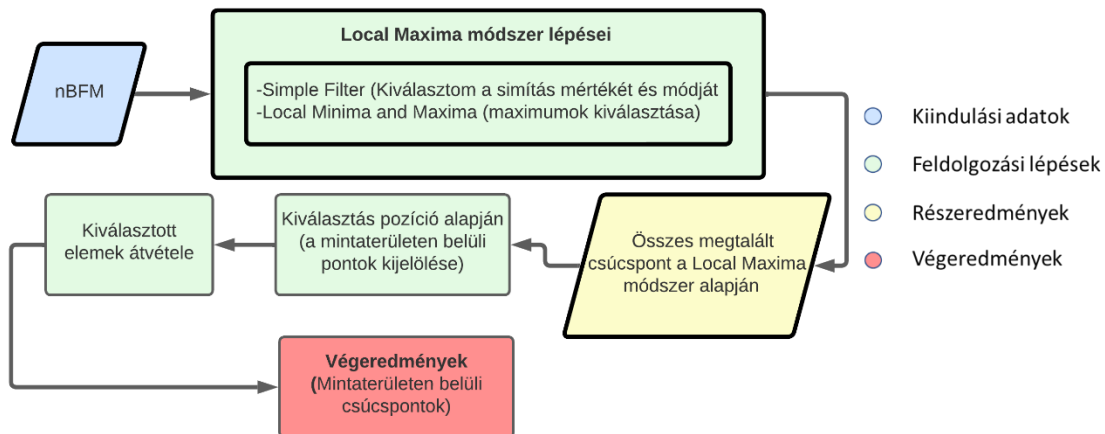 Local Maxima módszer lépései
nBFM
-Simple Filter (Kiválasztom a simítás mértékét és módját
-Local Minima and Maxima (maximumok kiválasztása)
Kiindulási adatok
Feldolgozási lépések
Részeredmények
Végeredmények
Összes megtalált
csúcspont a Local Maxima
módszer alapján
Kiválasztás pozíció alapján
(a mintaterületen belüli
pontok kijelölése)
Kiválasztott
elemek átvétele
Végeredmények
(Mintaterületen belüli
csúcspontok)